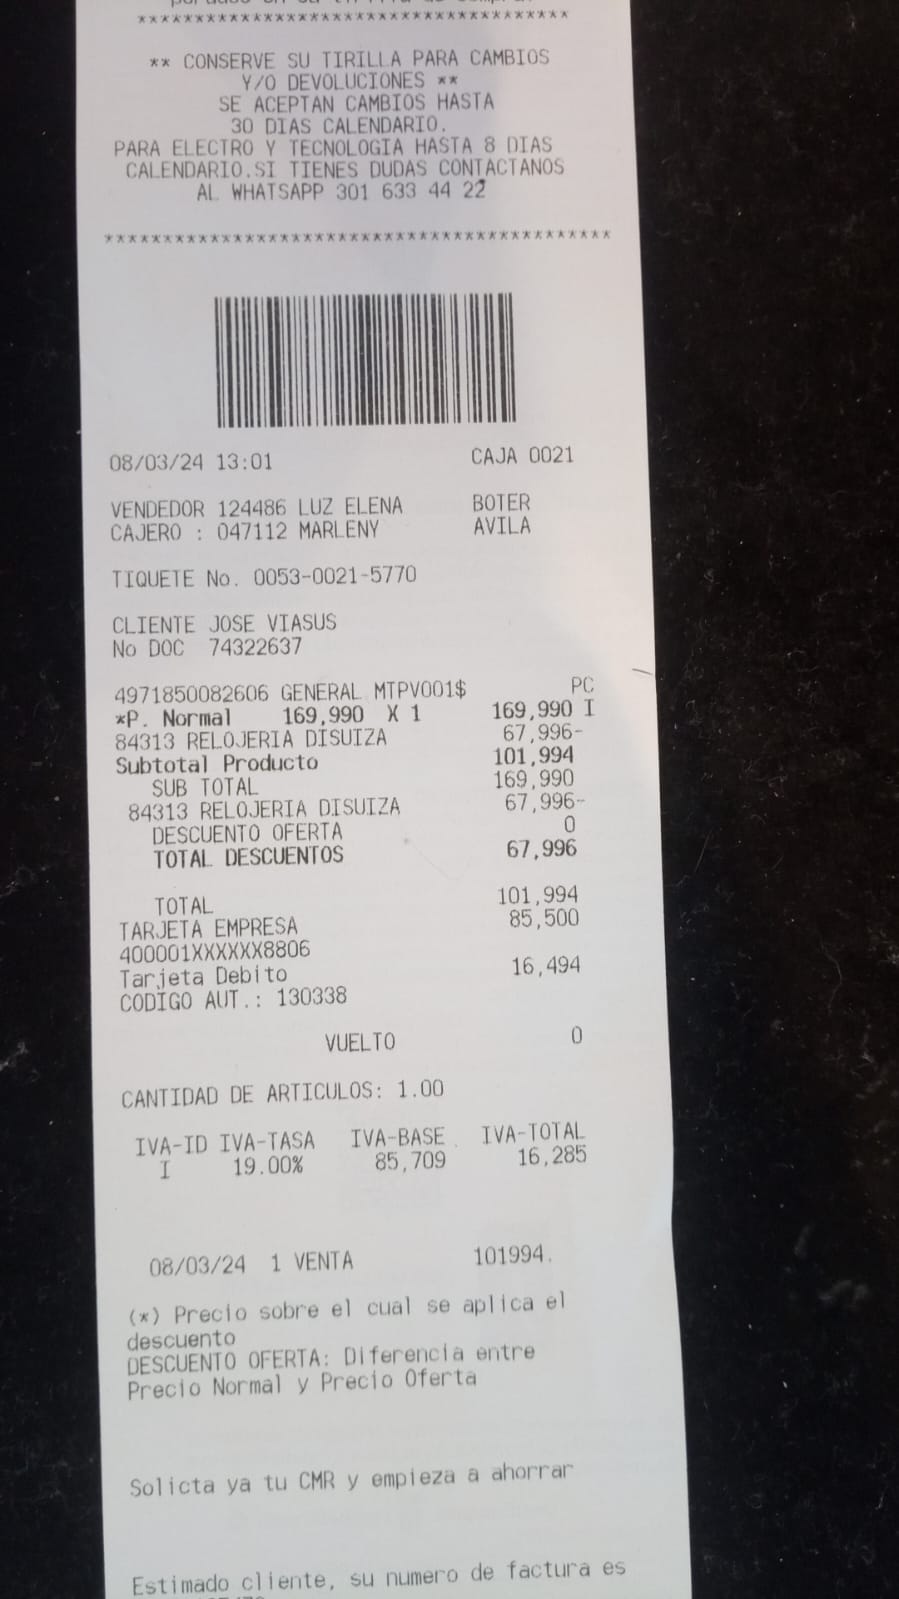 *************************************
** CONSERVE SU TIRILLA PARA CAMBIOS
Y/O DEVOLUCIONES **
SE ACEPTAN CAMBIOS HASTA
30 DIAS CALENDARIO.
PARA ELECTRO Y TECNOLOGIA HASTA 8 DIAS
CALENDARIO.SI TIENES DUDAS CONTACTANOS
AL WHATSAPP 301 633 44 22
*******************************************
08/03/24 13:01 CAJA 0021
VENDEDOR 124486 LUZ ELENA BOTER
CAJERO : 047112 MARLENY AVILA
TIQUETE No. 0053-0021-5770
CLIENTE JOSE VIASUS
No DOC 74322637
4971850082606 GENERAL MTPV001$ PC
*P. Normal 169,990 X 1 169,990 I
84313 RELOJERIA DISUIZA 67,996-
Subtotal Producto 101,994
SUB TOTAL 169,990
84313 RELOJERIA DISUIZA 67,996-
DESCUENTO OFERTA 0
TOTAL DESCUENTOS 67,996
TOTAL 101,994
TARJETA EMPRESA 85,500
400001XXXXXX8806
Tarjeta Debito 16,494
CODIGO AUT.: 130338
VUELTO 0
CANTIDAD DE ARTICULOS: 1.00
IVA-ID IVA-TASA IVA-BASE IVA-TOTAL
I 19.00% 85,709 16,285
08/03/24 1 VENTA 101994.
(*) Precio sobre el cual se aplica el
descuento
DESCUENTO OFERTA: Diferencia entre
Precio Normal y Precio Oferta
Solicta ya tu CMR y empieza a ahorrar
Estimado cliente, su numero de factura es